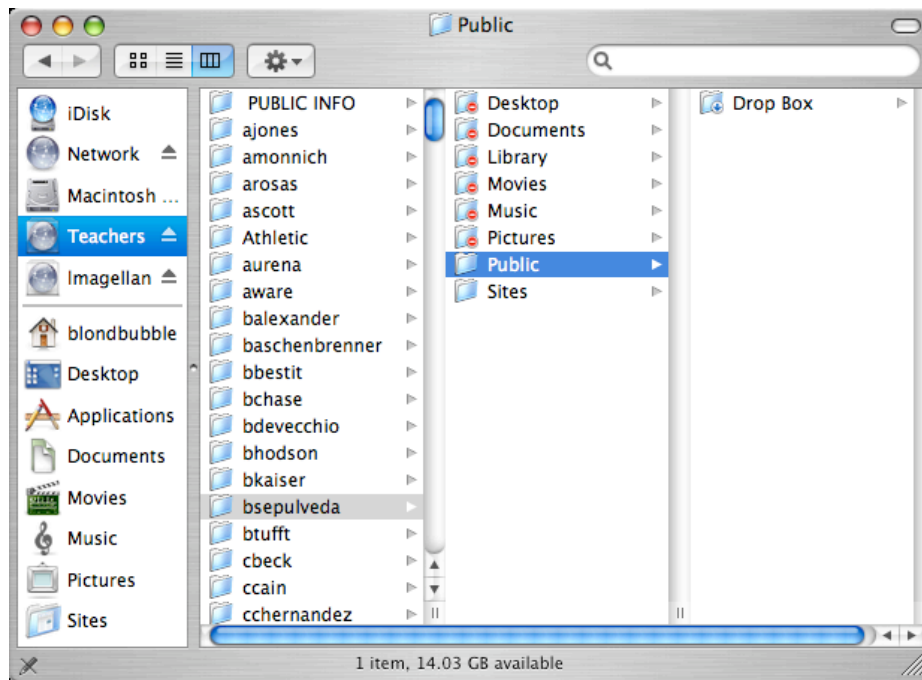 Public
iDisk
Network
Macintosh ...
Teachers
Imagellan
blondbubble
Desktop
Applications
Documents
Movies
Music
Pictures
Sites
PUBLIC INFO
ajones
amonnich
arosas
ascott
Athletic
aurena
aware
balexander
baschenbrenner
bbestit
bchase
bdevecchio
bhodson
bkaiser
bsepulveda
btufft
cbeck
ccain
cchernandez
Desktop
Documents
Library
Movies
Music
Pictures
Public
Sites
Drop Box
1 item, 14.03 GB available